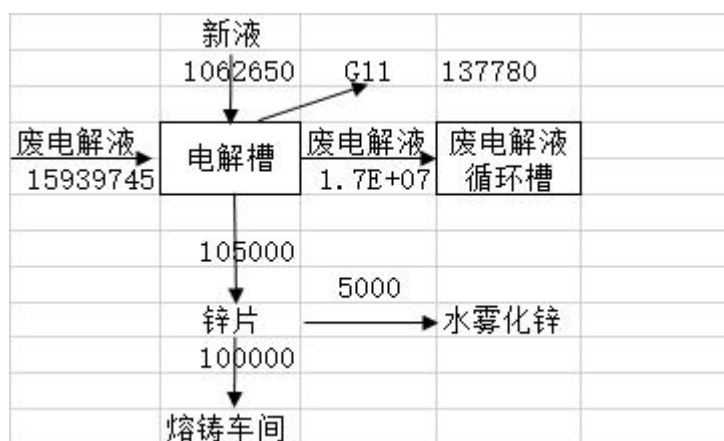 新液
1062650 G11 137780
废电解液 电解槽 废电解液 废电解液
15939745 1.7E+07 循环槽
105000
5000
锌片 水雾化锌
100000
熔铸车间